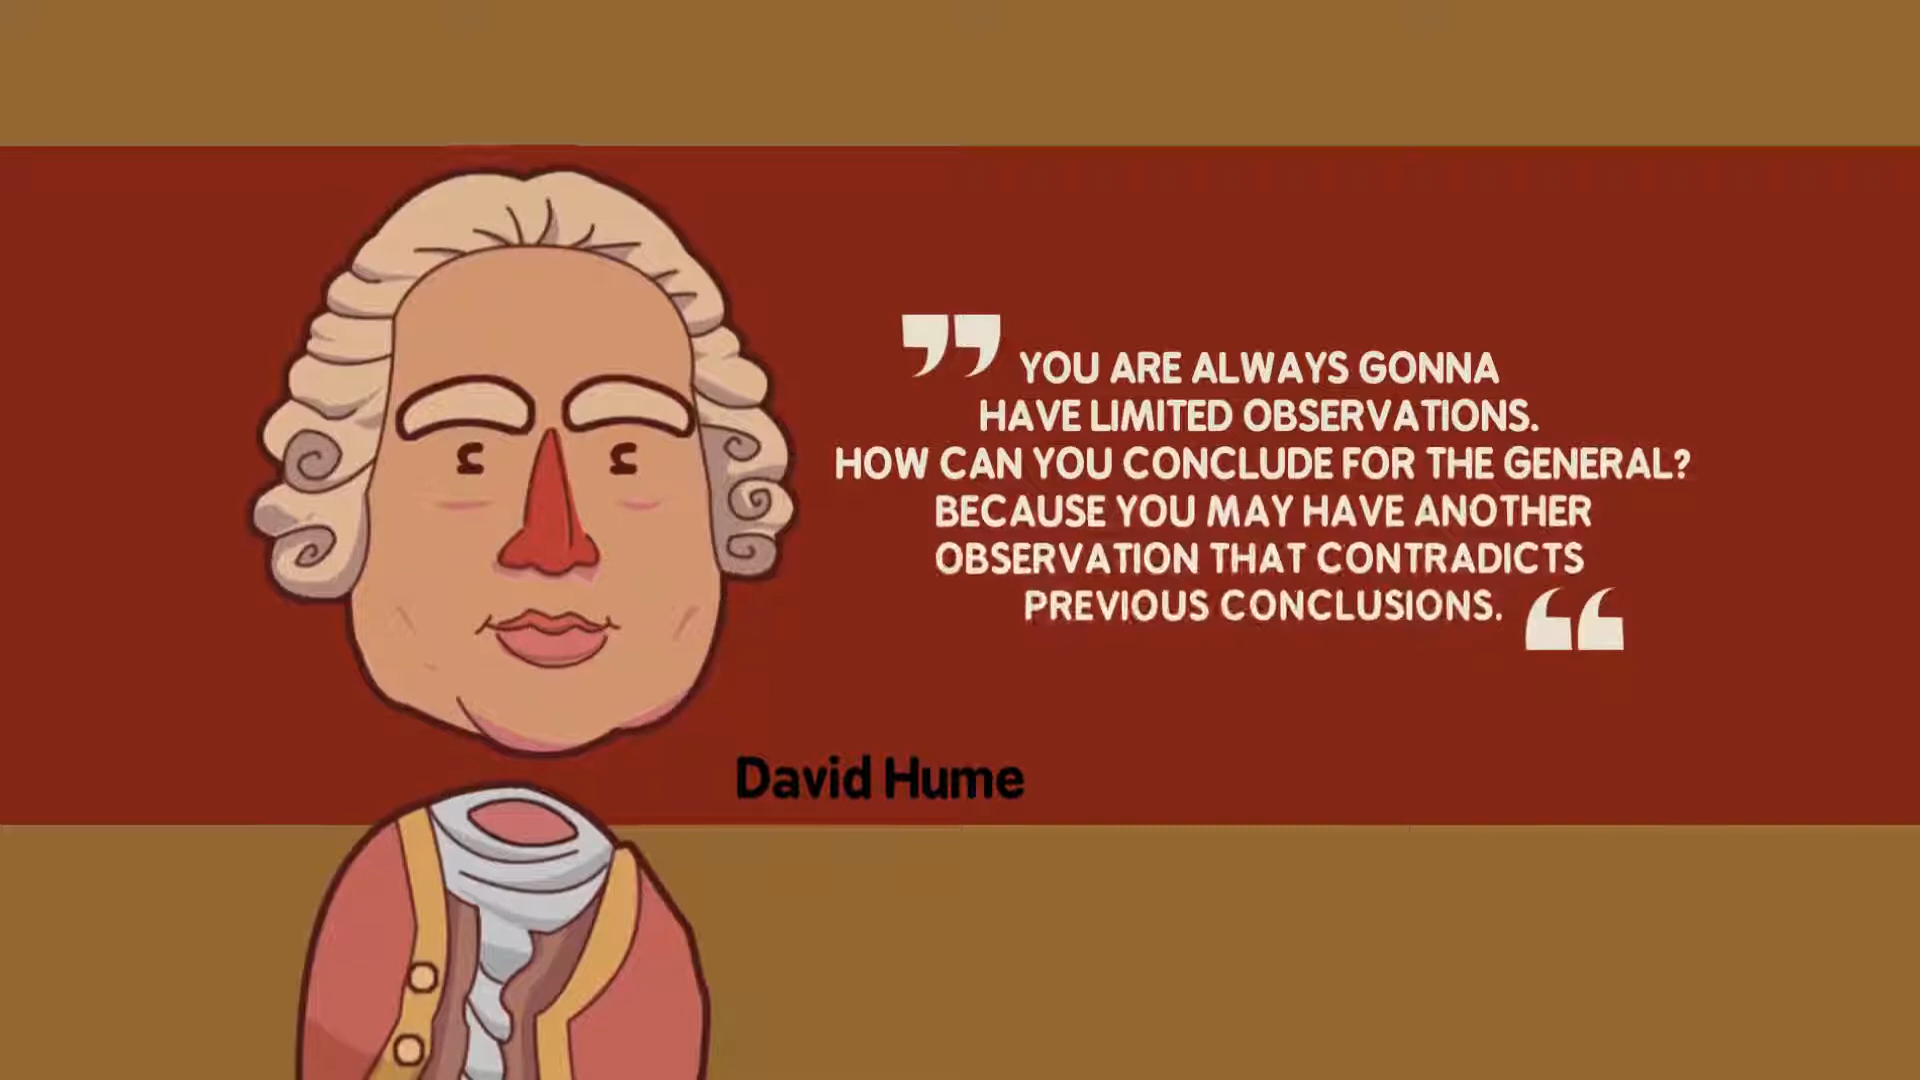 ” YOU ARE ALWAYS GONNA
HAVE LIMITED OBSERVATIONS.
HOW CAN YOU CONCLUDE FOR THE GENERAL?
BECAUSE YOU MAY HAVE ANOTHER
OBSERVATION THAT CONTRADICTS
PREVIOUS CONCLUSIONS. “
David Hume